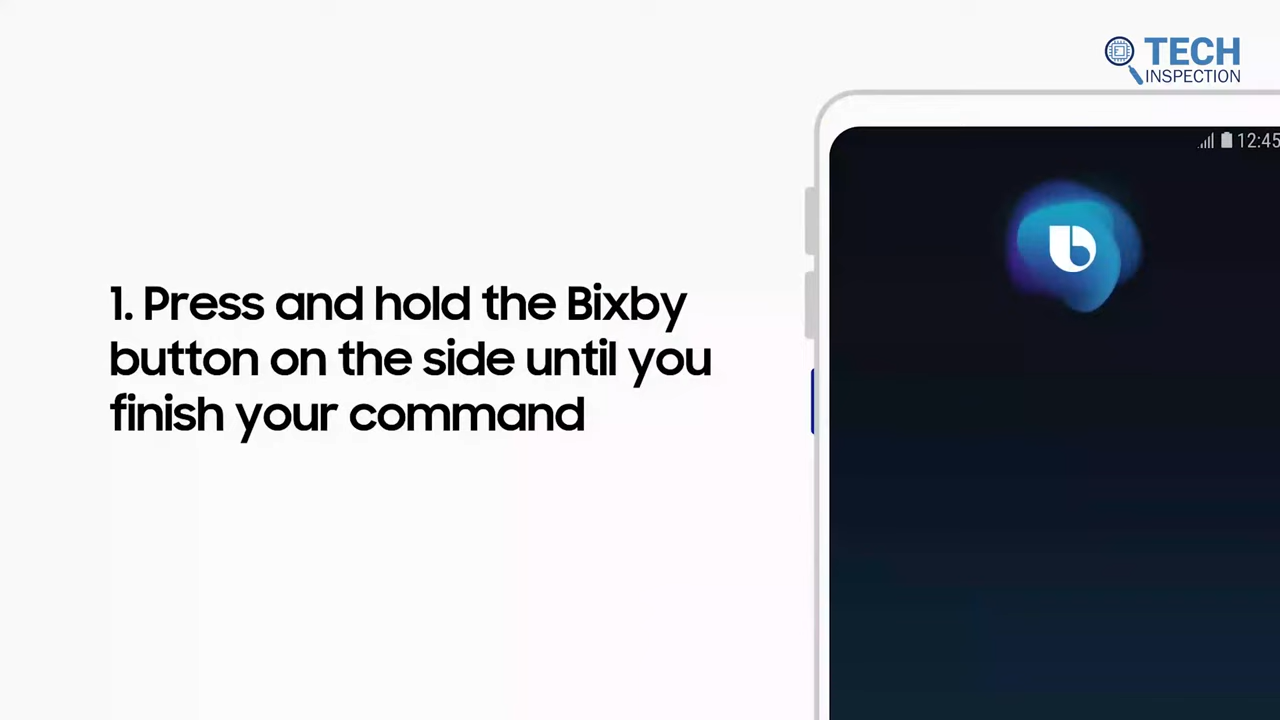 TECH
INSPECTION
12:45
1. Press and hold the Bixby
button on the side until you
finish your command